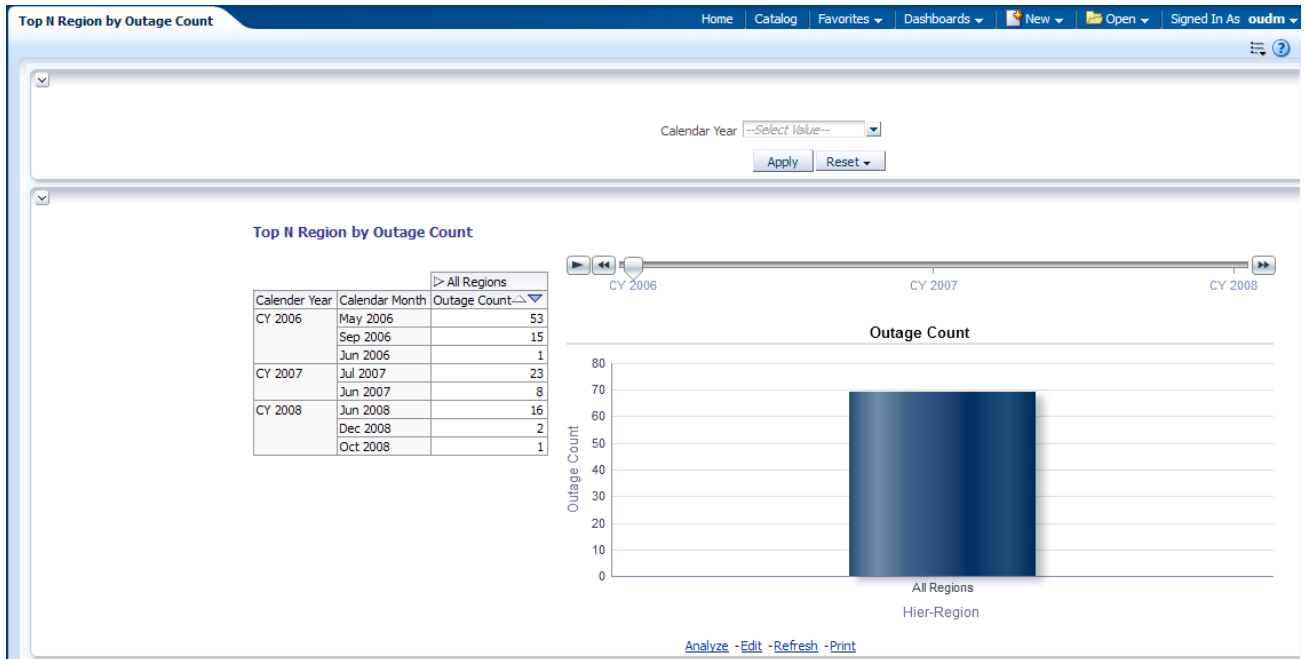 Top N Region by Outage Count
Home Catalog Favorites Dashboards New Open Signed In As oudm
Calendar Year --Select Value--
Apply Reset
Top N Region by Outage Count
All Regions
Calender Year Calendar Month Outage Count
CY 2006 May 2006 53
Sep 2006 15
Jun 2006 1
CY 2007 Jul 2007 23
Jun 2007 8
CY 2008 Jun 2008 16
Dec 2008 2
Oct 2008 1
CY 2006 CY 2007 CY 2008
Outage Count
80
70
60
50
40
30
20
10
0
Outage Count
All Regions
Hier-Region
Analyze -Edit -Refresh -Print